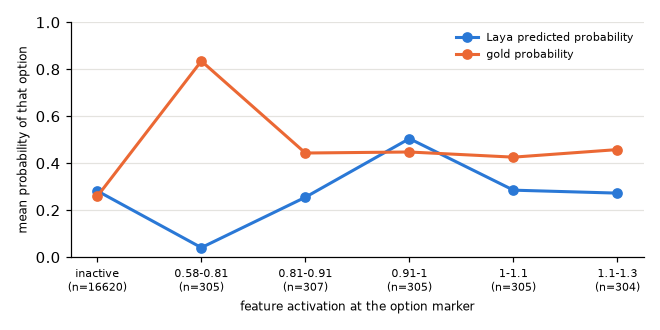 1.0
0.8
0.6
0.4
0.2
0.0
mean probability of that option
Laya predicted probability
gold probability
inactive
(n=16620)
0.58-0.81
(n=305)
0.81-0.91
(n=307)
0.91-1
(n=305)
1-1.1
(n=305)
1.1-1.3
(n=304)
feature activation at the option marker